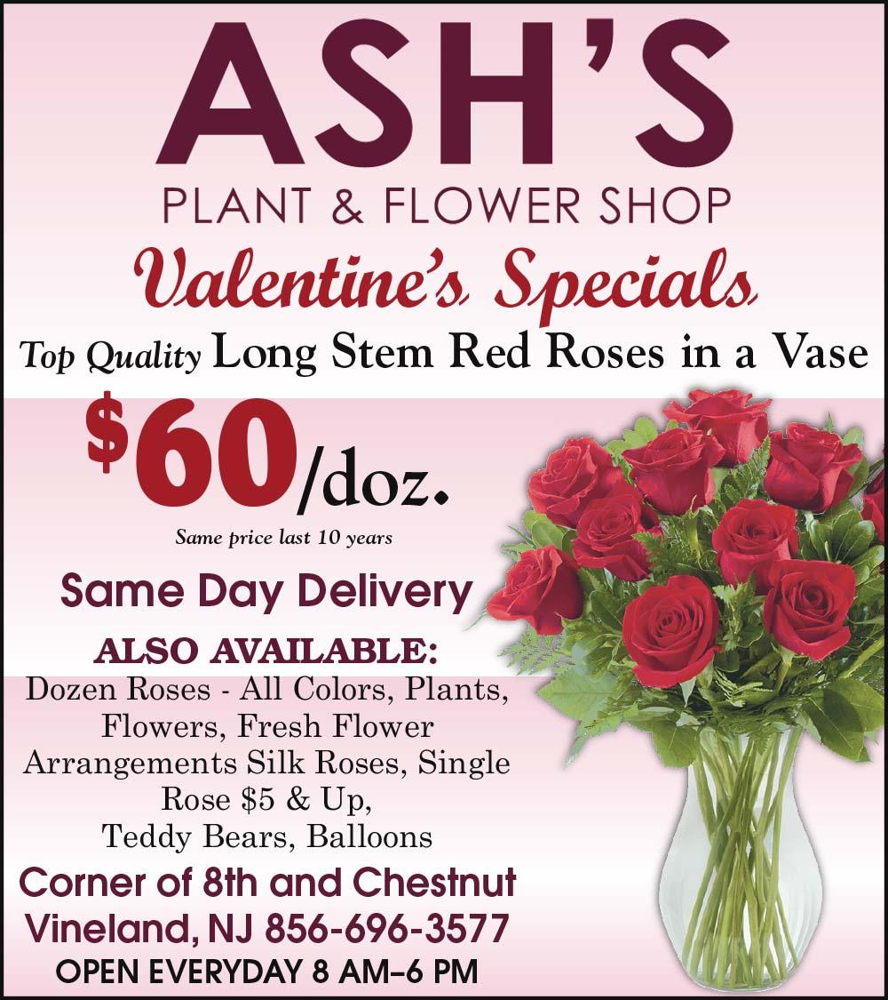 ASH'S
PLANT & FLOWER SHOP
Valentine's Specials
Top Quality Long Stem Red Roses in a Vase
$60/doz.
Same price last 10 years
Same Day Delivery
ALSO AVAILABLE:
Dozen Roses - All Colors, Plants,
Flowers, Fresh Flower
Arrangements Silk Roses, Single
Rose $5 & Up,
Teddy Bears, Balloons
Corner of 8th and Chestnut
Vineland, NJ 856-696-3577
OPEN EVERYDAY 8 AM–6 PM